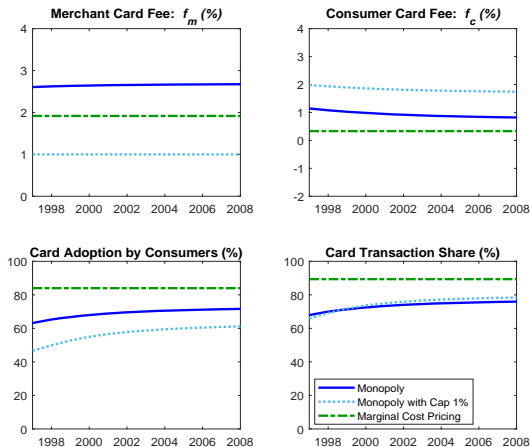 Merchant Card Fee: f_m (%)
4
3
2
1
0
1998 2000 2002 2004 2006 2008
Consumer Card Fee: f_c (%)
4
3
2
1
0
-1
-2
1998 2000 2002 2004 2006 2008
Card Adoption by Consumers (%)
100
80
60
40
20
0
1998 2000 2002 2004 2006 2008
Card Transaction Share (%)
100
80
60
40
20
0
1998 2000 2002 2004 2006 2008
Monopoly
Monopoly with Cap 1%
Marginal Cost Pricing